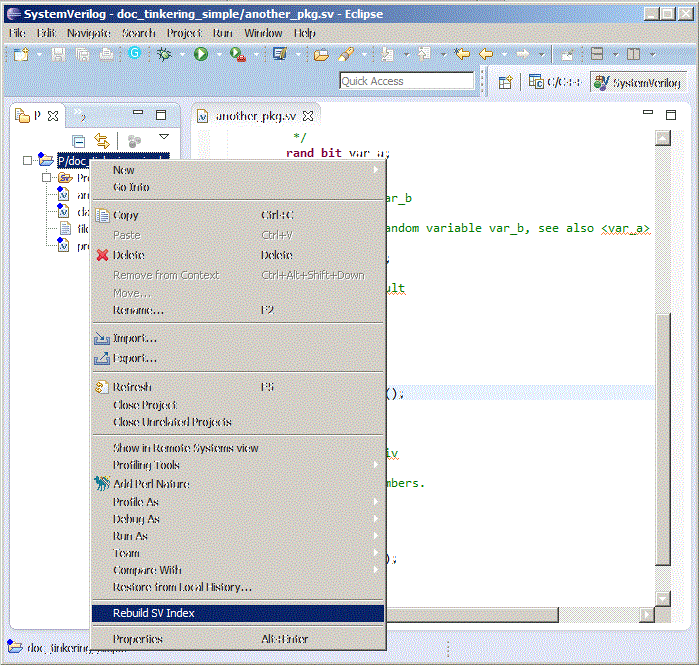 SystemVerilog - doc_tinkering_simple/another_pkg.sv - Eclipse
File Edit Navigate Search Project Run Window Help
Quick Access
C/C++
SystemVerilog
P
2
another_pkg.sv
*/
rand bit var_a;
P/doc_tinkering_simple
Pr
an
da
file
pro
New
Go Into
Copy Ctrl+C
Paste Ctrl+V
Delete Delete
Remove from Context Ctrl+Alt+Shift+Down
Move...
Rename... F2
Import...
Export...
Refresh F5
Close Project
Close Unrelated Projects
Show in Remote Systems view
Profiling Tools
Add Perl Nature
Profile As
Debug As
Run As
Team
Compare With
Restore from Local History...
Rebuild SV Index
Properties Alt+Enter
ar_b
andom variable var_b, see also <var_a>
;
ult
();
iv
mbers.
);
doc_tinkering_simple